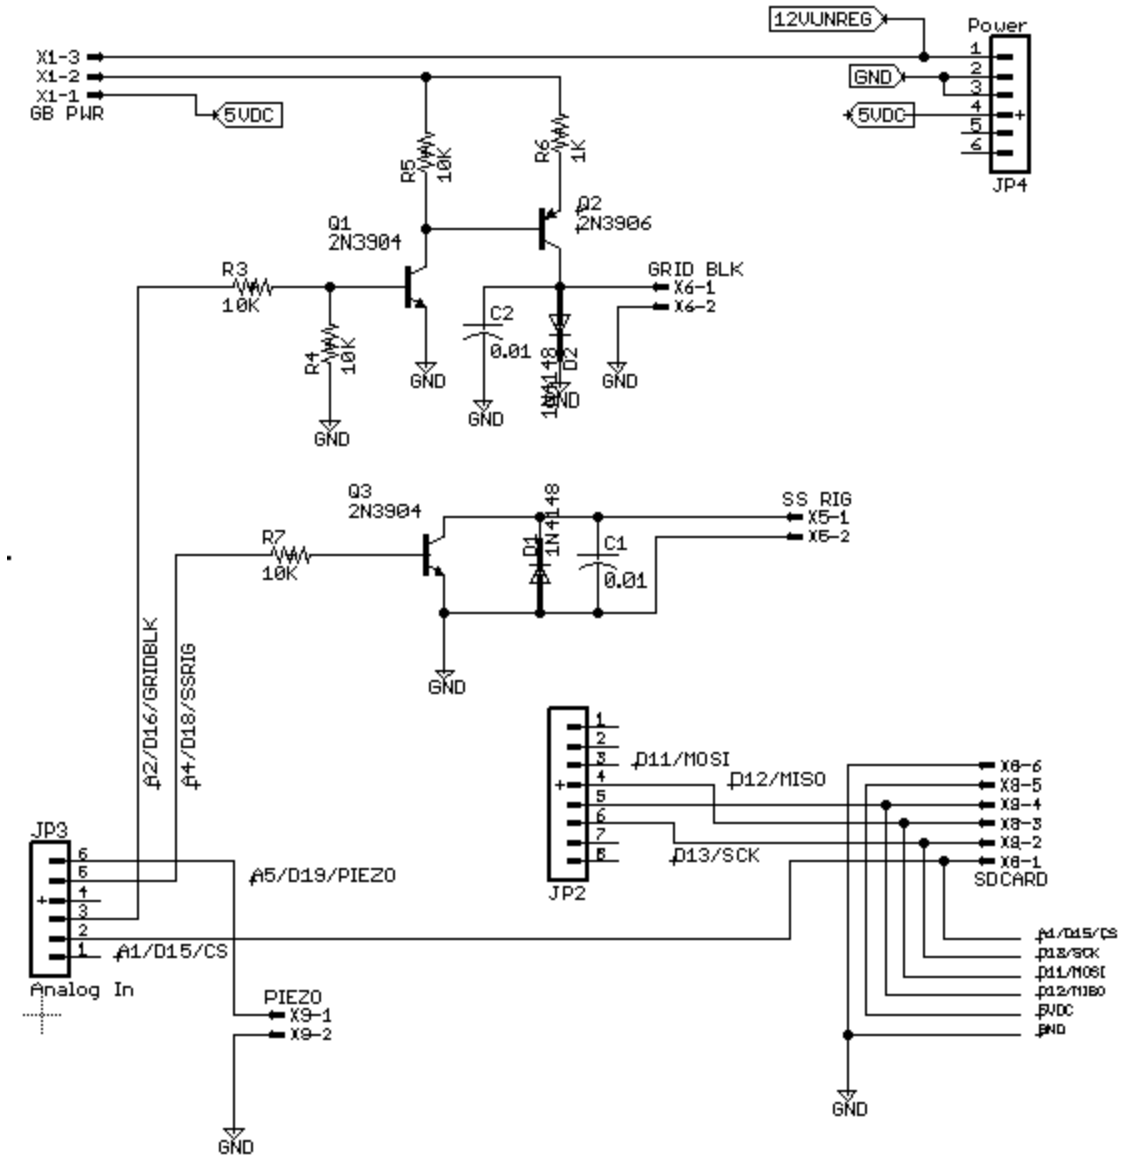 12VUNREG
Power
X1-3
X1-2
X1-1
GB PWR
5VDC
GND
5VDC
1
2
3
4
5
6
JP4
R5
10K
R6
1K
Q1
2N3904
Q2
2N3906
R3
10K
R4
10K
GRID BLK
X6-1
X6-2
C2
0.01
1N4148
D2
GND
GND
GND
GND
GND
Q3
2N3904
R7
10K
D1
1N4148
C1
0.01
SS RIG
X5-1
X5-2
GND
A2/D16/GRIDBLK
A4/D18/SSRIG
1
2
3
4
5
6
7
8
JP2
D11/MOSI
D12/MISO
D13/SCK
X8-6
X8-5
X8-4
X8-3
X8-2
X8-1
SDCARD
JP3
6
5
4
3
2
1
Analog In
A5/D19/PIEZO
A1/D15/CS
PIEZO
X9-1
X9-2
GND
A1/D15/CS
D13/SCK
D11/MOSI
D12/MISO
5VDC
GND
GND